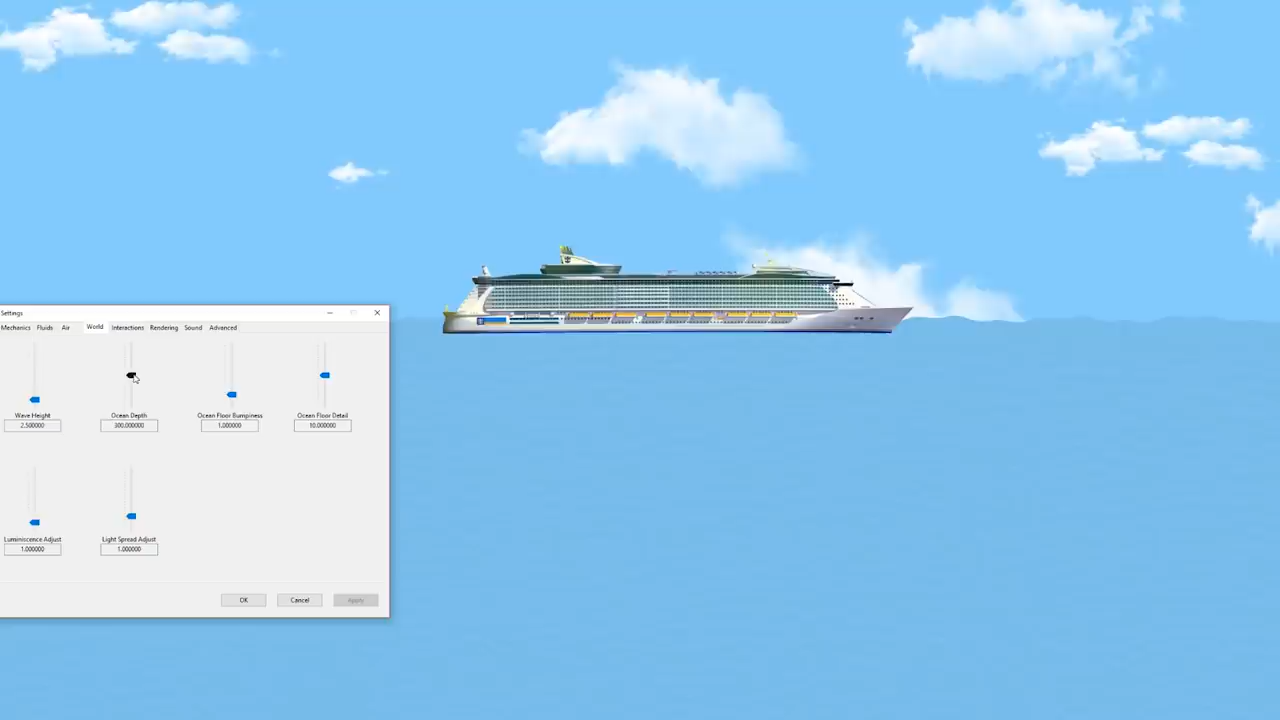 Settings
Mechanics Fluids Air World Interactions Rendering Sound Advanced
Wave Height Ocean Depth Ocean Floor Bumpiness Ocean Floor Detail
2.500000 300.000000 1.000000 10.000000
Luminiscence Adjust Light Spread Adjust
1.000000 1.000000
OK Cancel Apply